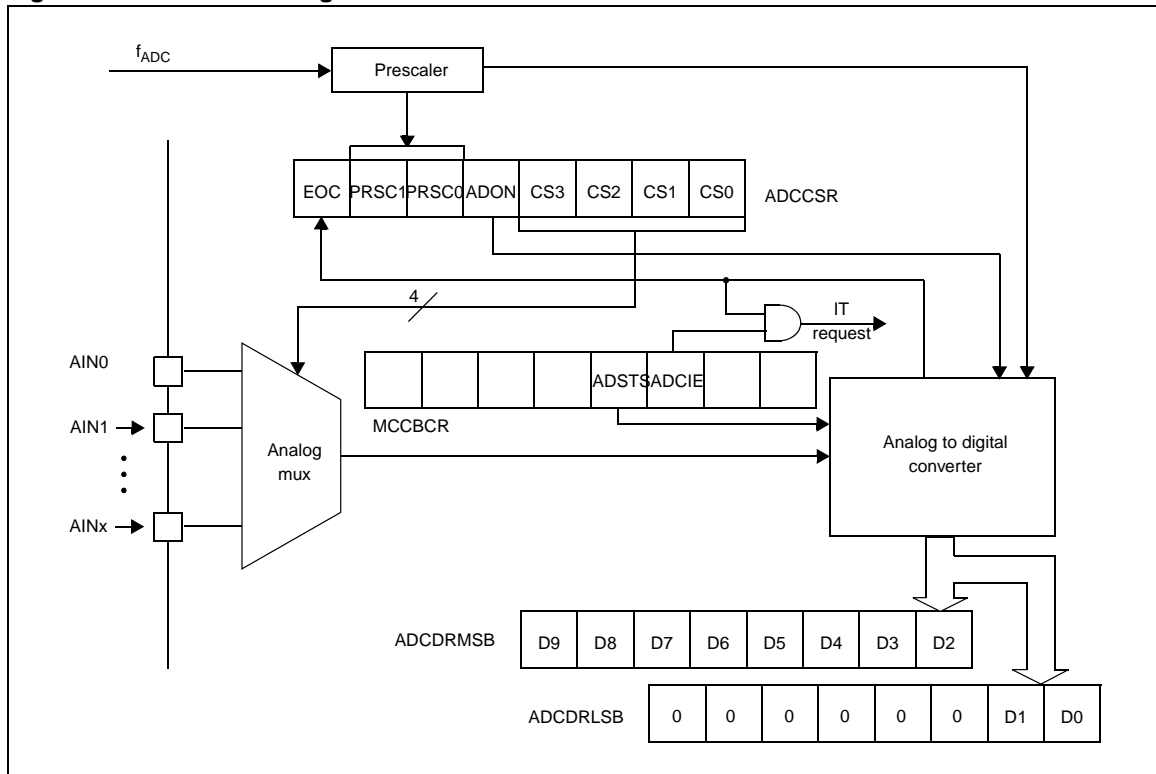 fADC
Prescaler
EOC PRSC1 PRSC0 ADON CS3 CS2 CS1 CS0 ADCCSR
4
IT
request
AIN0
ADSTS ADCIE
MCCBCR
AIN1
Analog
mux
Analog to digital
converter
AINx
ADCDRMSB D9 D8 D7 D6 D5 D4 D3 D2
ADCDRLSB 0 0 0 0 0 0 D1 D0